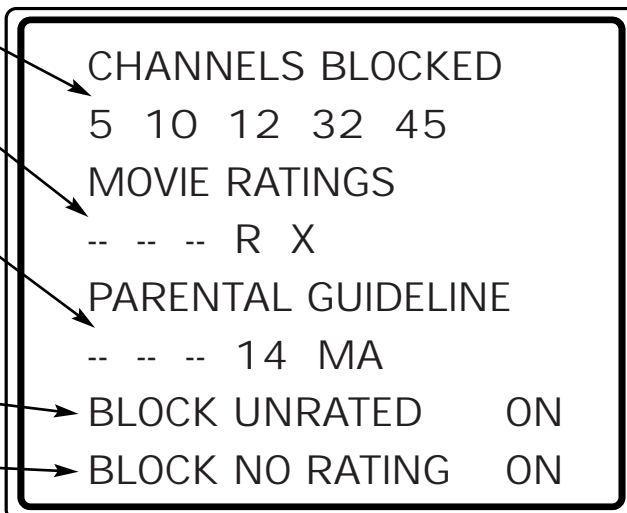 CHANNELS BLOCKED
5 10 12 32 45
MOVIE RATINGS
-- -- -- R X
PARENTAL GUIDELINE
-- -- -- 14 MA
BLOCK UNRATED ON
BLOCK NO RATING ON